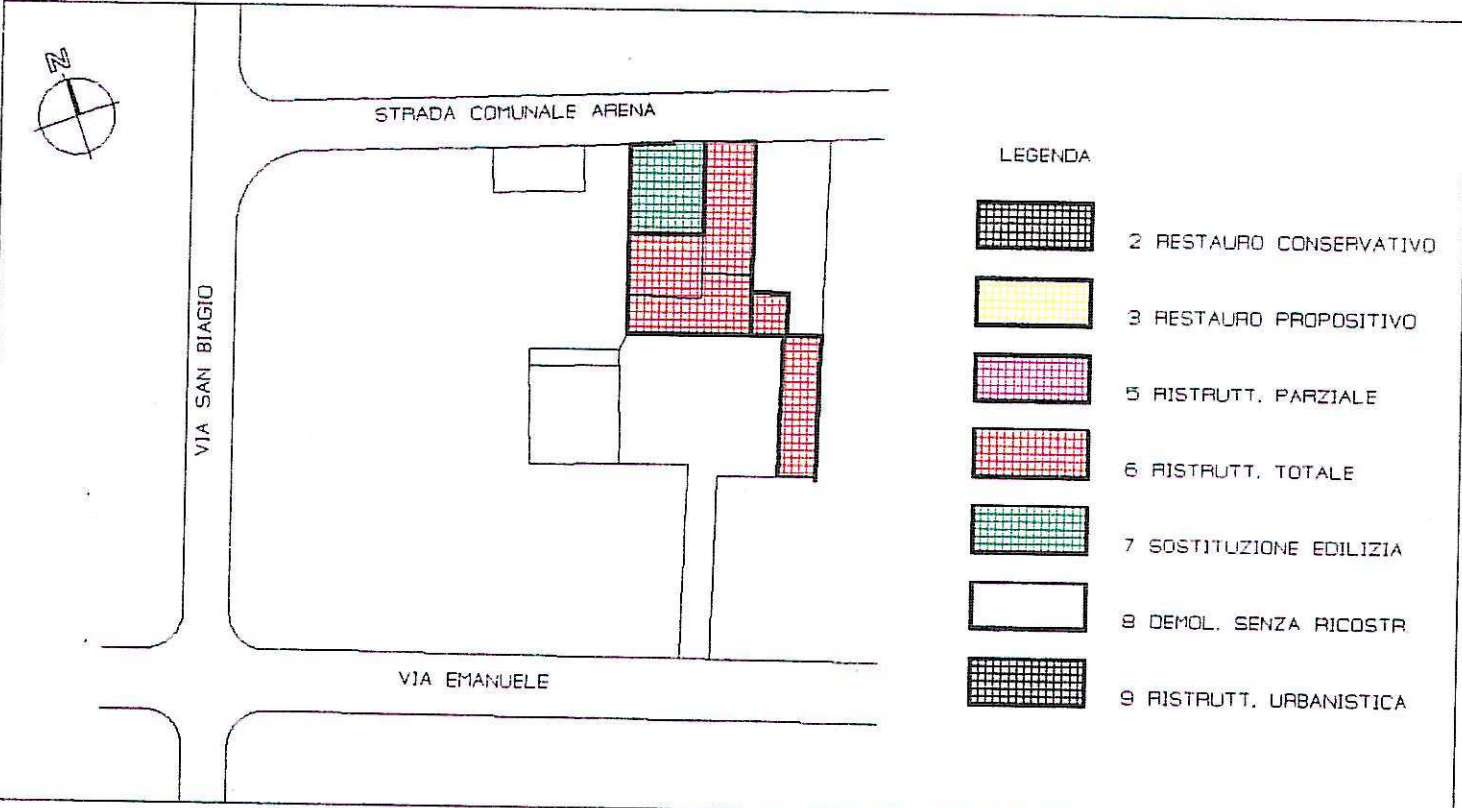 N
STRADA COMUNALE ARENA
VIA SAN BIAGIO
VIA EMANUELE
LEGENDA
2 RESTAURO CONSERVATIVO
3 RESTAURO PROPOSITIVO
5 RISTRUTT. PARZIALE
6 RISTRUTT. TOTALE
7 SOSTITUZIONE EDILIZIA
8 DEMOL. SENZA RICOSTR
9 RISTRUTT. URBANISTICA